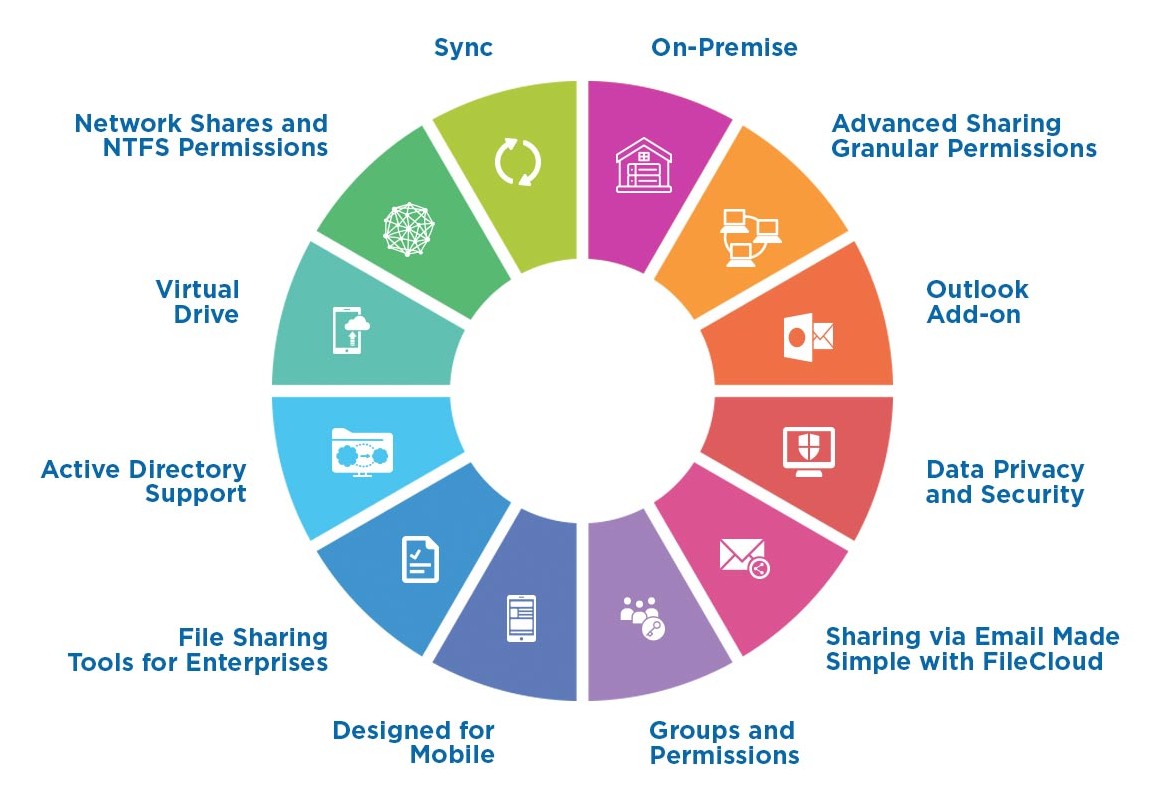 Sync
On-Premise
Network Shares and
NTFS Permissions
Advanced Sharing
Granular Permissions
Virtual
Drive
Outlook
Add-on
Active Directory
Support
Data Privacy
and Security
File Sharing
Tools for Enterprises
Sharing via Email Made
Simple with FileCloud
Designed for
Mobile
Groups and
Permissions